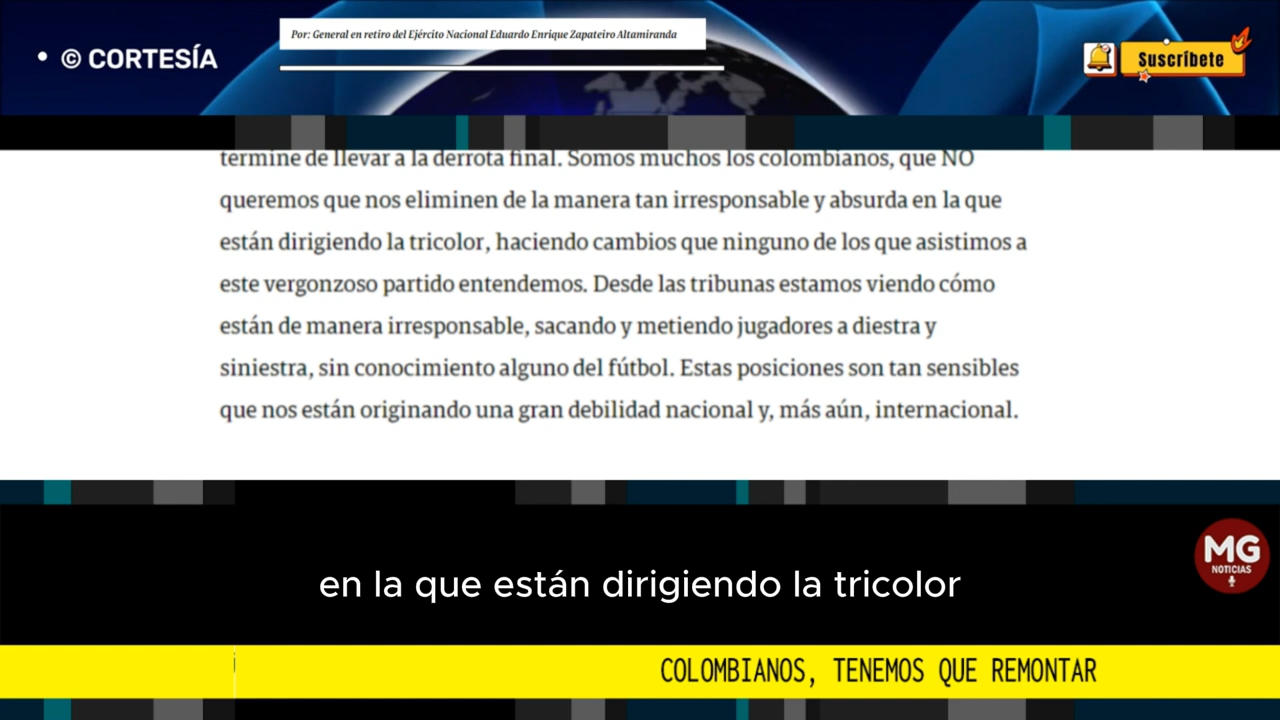 Por: General en retiro del Ejército Nacional Eduardo Enrique Zapateiro Altamiranda
• © CORTESÍA
Suscríbete
termine de llevar a la derrota final. Somos muchos los colombianos, que NO
queremos que nos eliminen de la manera tan irresponsable y absurda en la que
están dirigiendo la tricolor, haciendo cambios que ninguno de los que asistimos a
este vergonzoso partido entendemos. Desde las tribunas estamos viendo cómo
están de manera irresponsable, sacando y metiendo jugadores a diestra y
siniestra, sin conocimiento alguno del fútbol. Estas posiciones son tan sensibles
que nos están originando una gran debilidad nacional y, más aún, internacional.
MG
NOTICIAS
en la que están dirigiendo la tricolor
COLOMBIANOS, TENEMOS QUE REMONTAR